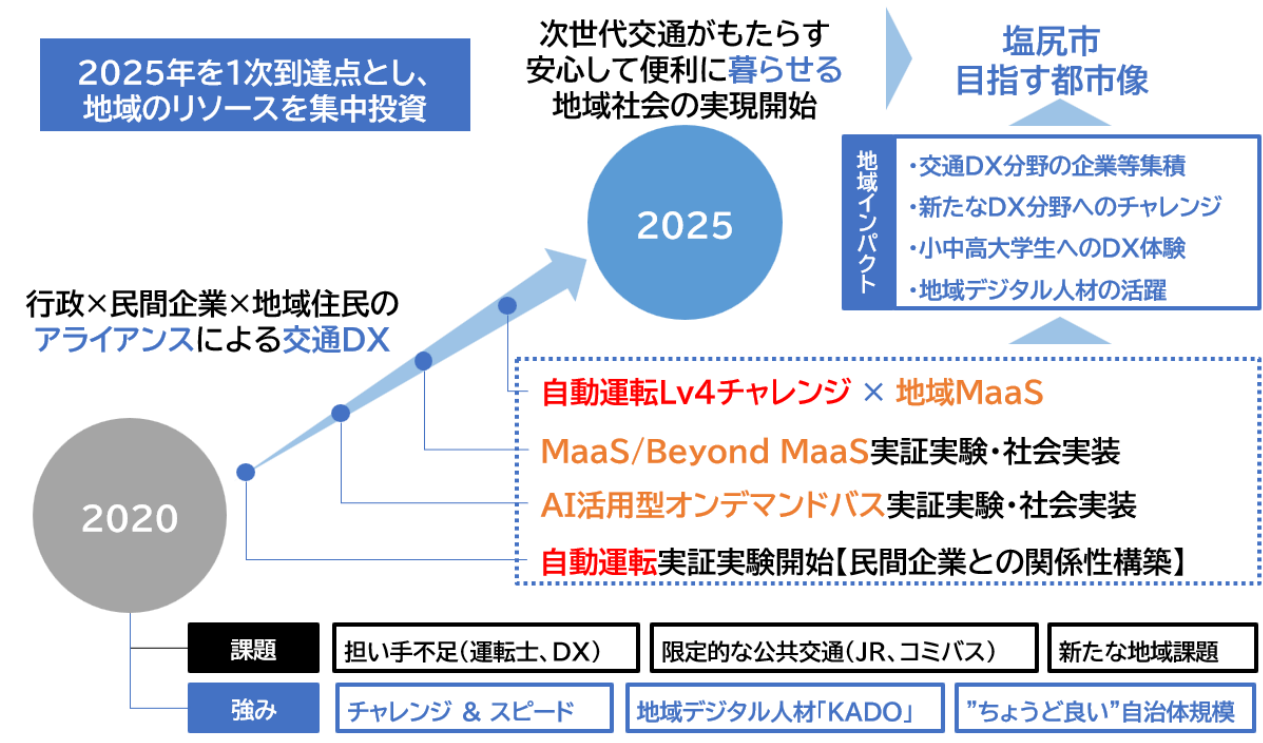 2025年を1次到達点とし、
地域のリソースを集中投資
次世代交通がもたらす
安心して便利に暮らせる
地域社会の実現開始
塩尻市
目指す都市像
2025
地域インパクト
・交通DX分野の企業等集積
・新たなDX分野へのチャレンジ
・小中高大学生へのDX体験
・地域デジタル人材の活躍
行政×民間企業×地域住民の
アライアンスによる交通DX
自動運転Lv4チャレンジ × 地域MaaS
MaaS/Beyond MaaS実証実験・社会実装
AI活用型オンデマンドバス実証実験・社会実装
自動運転実証実験開始【民間企業との関係性構築】
2020
課題
担い手不足（運転士、DX）
限定的な公共交通（JR、コミバス）
新たな地域課題
強み
チャレンジ & スピード
地域デジタル人材「KADO」
”ちょうど良い”自治体規模